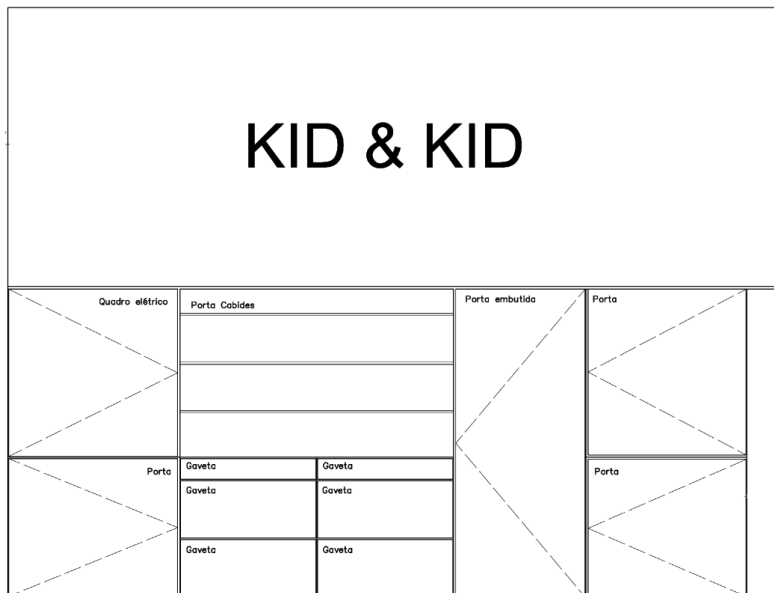 KID & KID
Quadro elétrico
Porta Cabides
Porta embutida
Porta
Porta
Gaveta
Gaveta
Porta
Gaveta
Gaveta
Gaveta
Gaveta